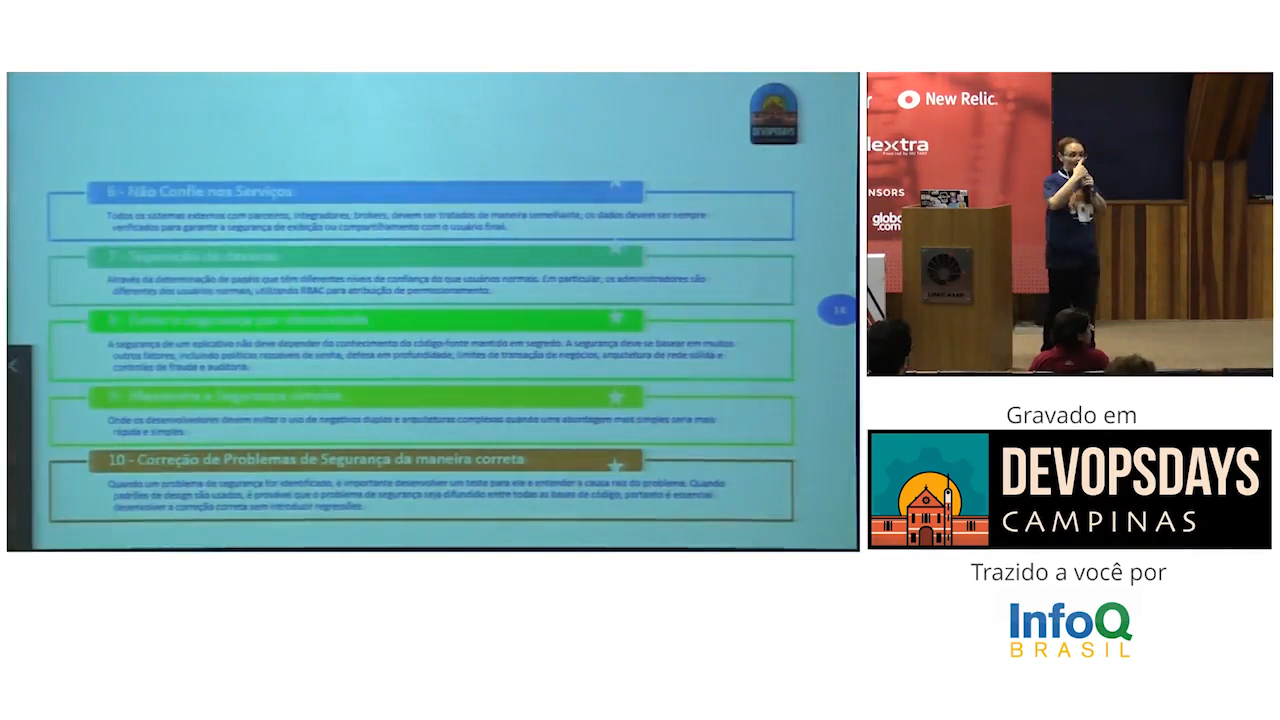 DEVOPSDAYS
6 - Não Confie nos Serviços
Todos os sistemas externos com parceiros, integradores, brokers, devem ser tratados de maneira semelhante, os dados devem ser sempre
verificados para garantir a segurança de exibição ou compartilhamento com o usuário final.
7 - Separação de deveres
Através da determinação de papéis que têm diferentes níveis de confiança do que usuários normais. Em particular, os administradores são
diferentes dos usuários normais, utilizando RBAC para atribuição de permissionamento.
A segurança de um aplicativo não deve depender do conhecimento do código-fonte mantido em segredo. A segurança deve se basear em muitos
outros fatores, incluindo políticas razoáveis de senha, defesa em profundidade, limites de transação de negócios, arquitetura de rede sólida e
controles de fraude e auditoria.
14
Segurança simples
Onde os desenvolvedores devem evitar o uso de negativos duplos e arquiteturas complexas quando uma abordagem mais simples seria mais
rápida e simples.
10 - Correção de Problemas de Segurança da maneira correta
Quando um problema de segurança for identificado, é importante desenvolver um teste para ele e entender a causa raiz do problema. Quando
padrões de design são usados, é provável que o problema de segurança seja difundido entre todas as bases de código, portanto é essencial
desenvolver a correção correta sem introduzir regressões.
New Relic.
lextra
NSORS
globo
.com
UNICAMP
Gravado em
DEVOPSDAYS
CAMPINAS
Trazido a você por
InfoQ
BRASIL